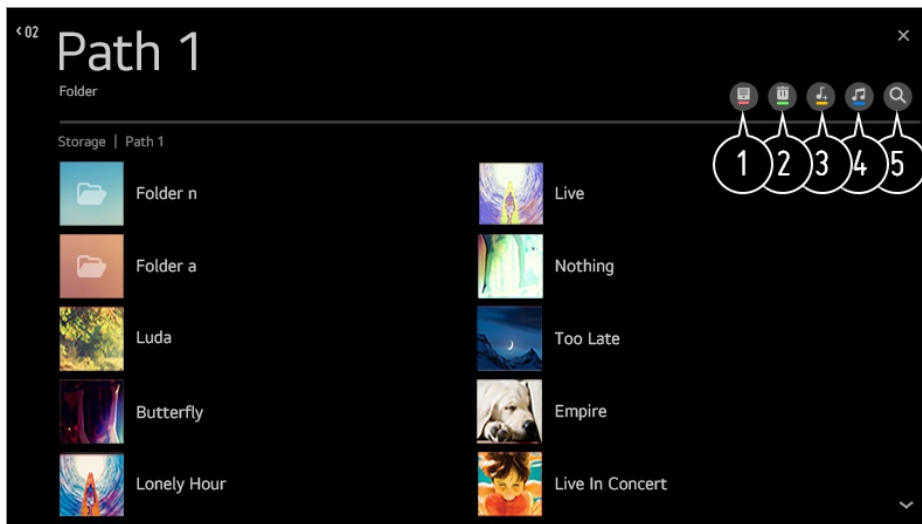 < 02
Path 1
Folder
1 2 3 4 5
Storage | Path 1
Folder n
Live
Folder a
Nothing
Luda
Too Late
Butterfly
Empire
Lonely Hour
Live In Concert